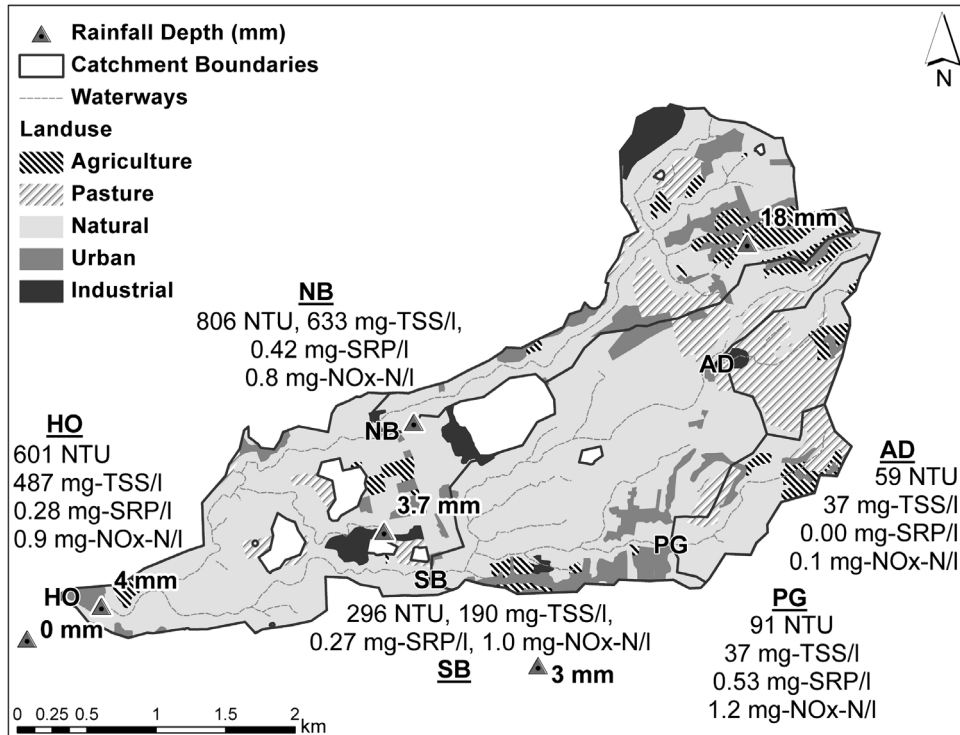 Rainfall Depth (mm)
Catchment Boundaries
Waterways
Landuse
Agriculture
Pasture
Natural
Urban
Industrial
N
18 mm
NB
806 NTU, 633 mg-TSS/l,
0.42 mg-SRP/l
0.8 mg-NOx-N/l
AD
NB
HO
601 NTU
487 mg-TSS/l
0.28 mg-SRP/l
0.9 mg-NOx-N/l
AD
59 NTU
37 mg-TSS/l
0.00 mg-SRP/l
0.1 mg-NOx-N/l
3.7 mm
PG
SB
4 mm
HO
0 mm
296 NTU, 190 mg-TSS/l,
0.27 mg-SRP/l, 1.0 mg-NOx-N/l
SB
3 mm
PG
91 NTU
37 mg-TSS/l
0.53 mg-SRP/l
1.2 mg-NOx-N/l
0 0.25 0.5 1 1.5 2
km